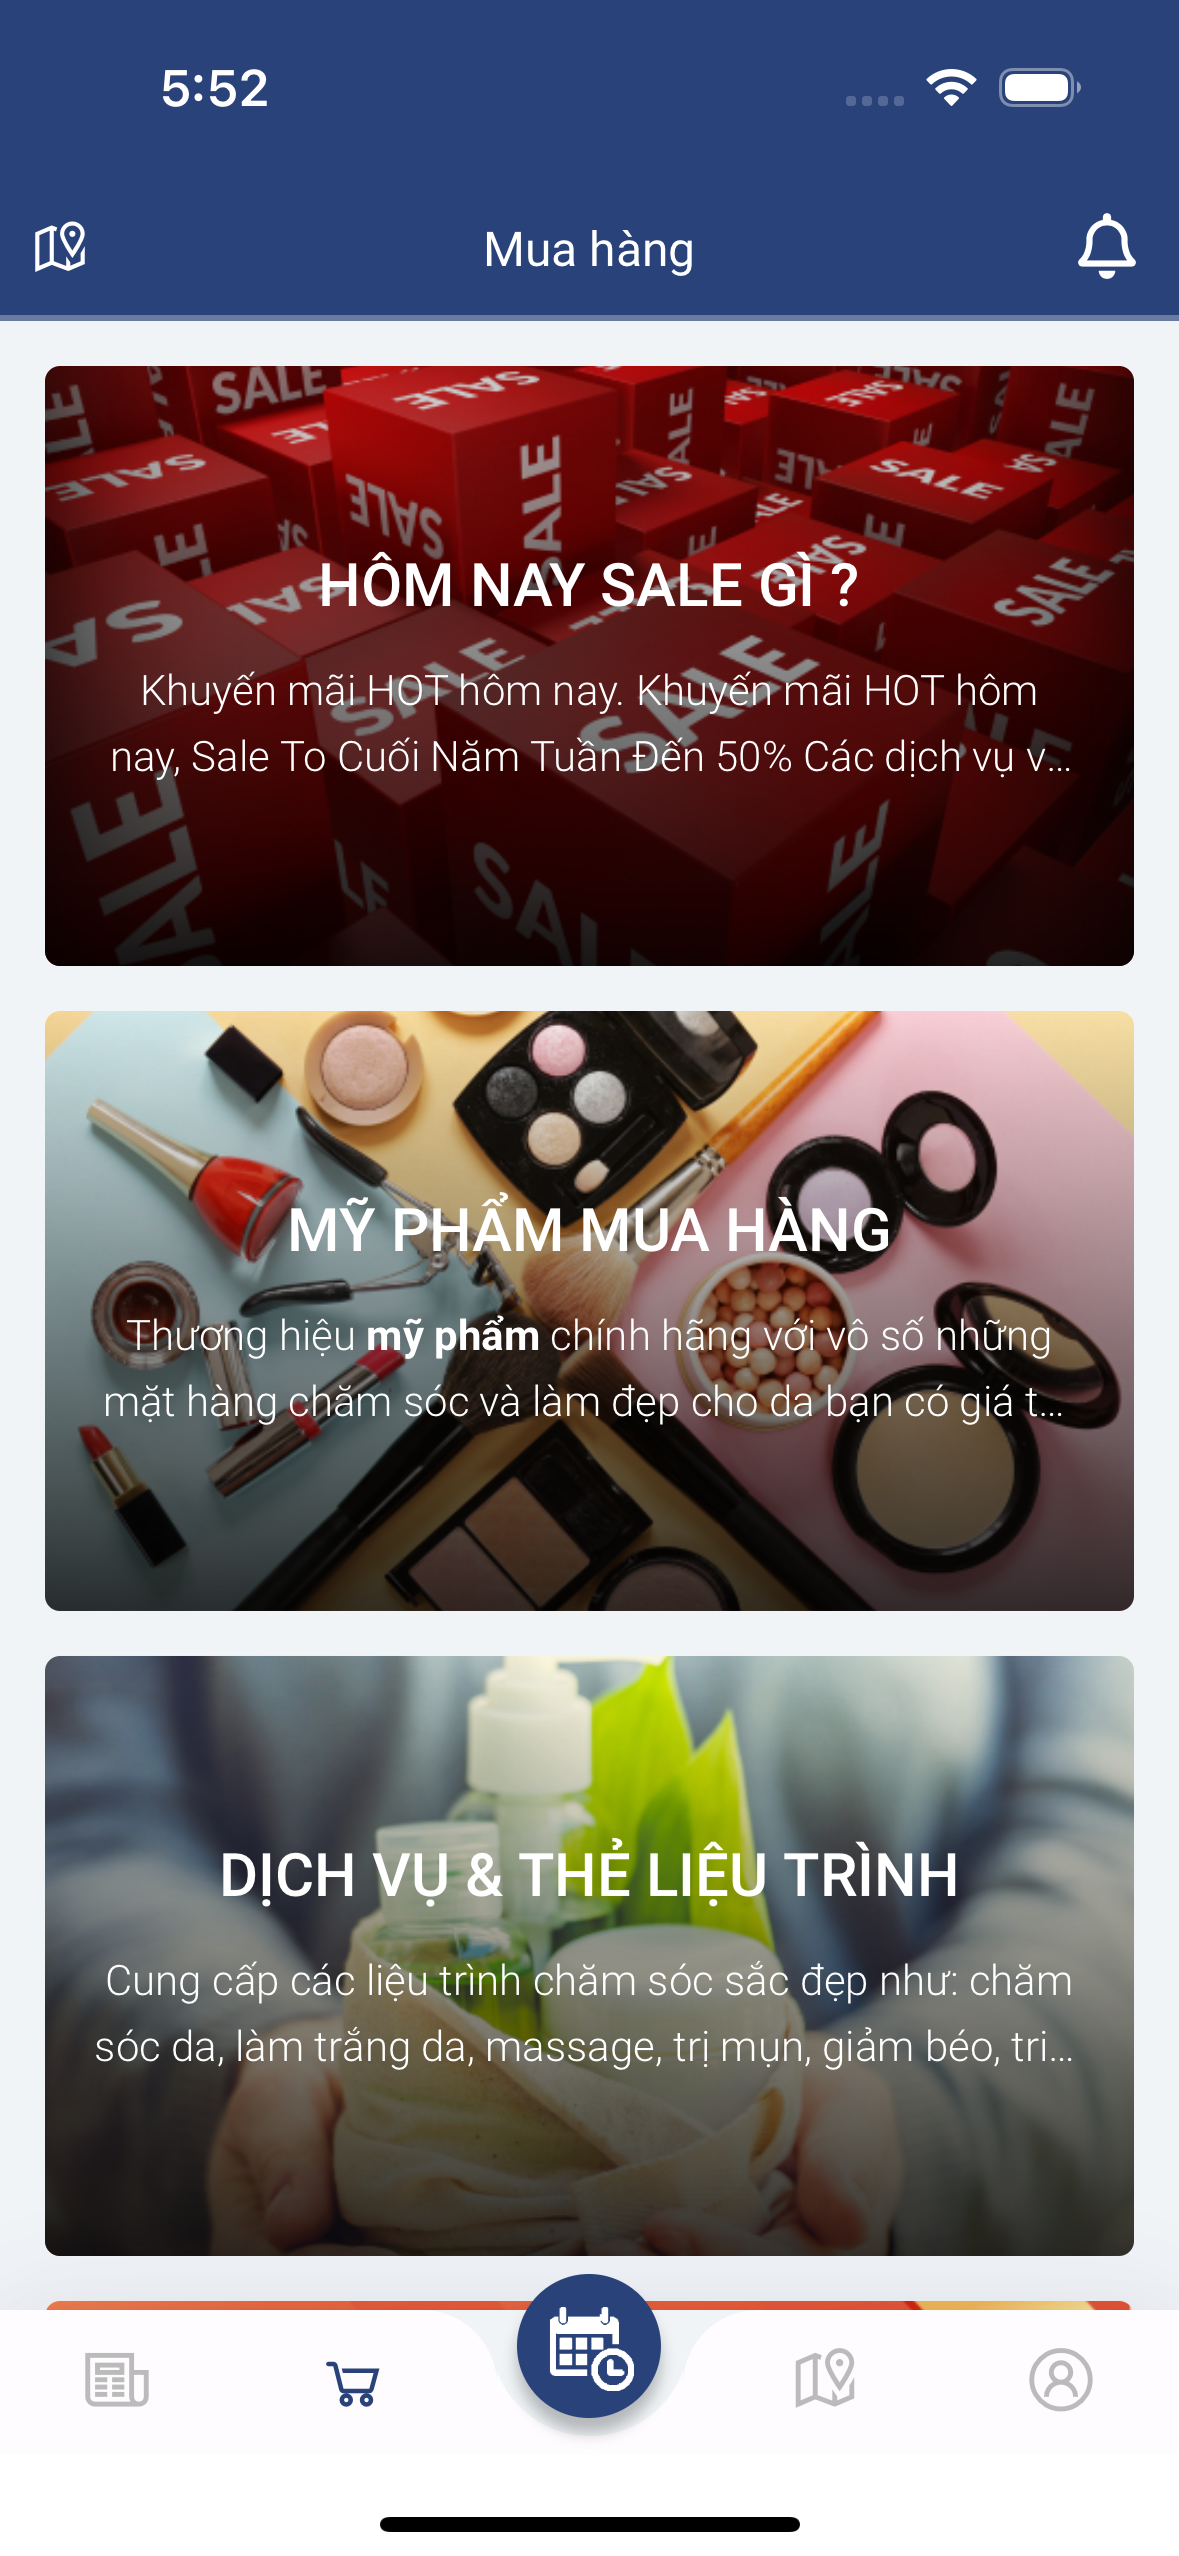 5:52
Mua hàng
HÔM NAY SALE GÌ ?
Khuyến mãi HOT hôm nay. Khuyến mãi HOT hôm
nay, Sale To Cuối Năm Tuần Đến 50% Các dịch vụ v...
MỸ PHẨM MUA HÀNG
Thương hiệu mỹ phẩm chính hãng với vô số những
mặt hàng chăm sóc và làm đẹp cho da bạn có giá t...
DỊCH VỤ & THẺ LIỆU TRÌNH
Cung cấp các liệu trình chăm sóc sắc đẹp như: chăm
sóc da, làm trắng da, massage, trị mụn, giảm béo, tri...